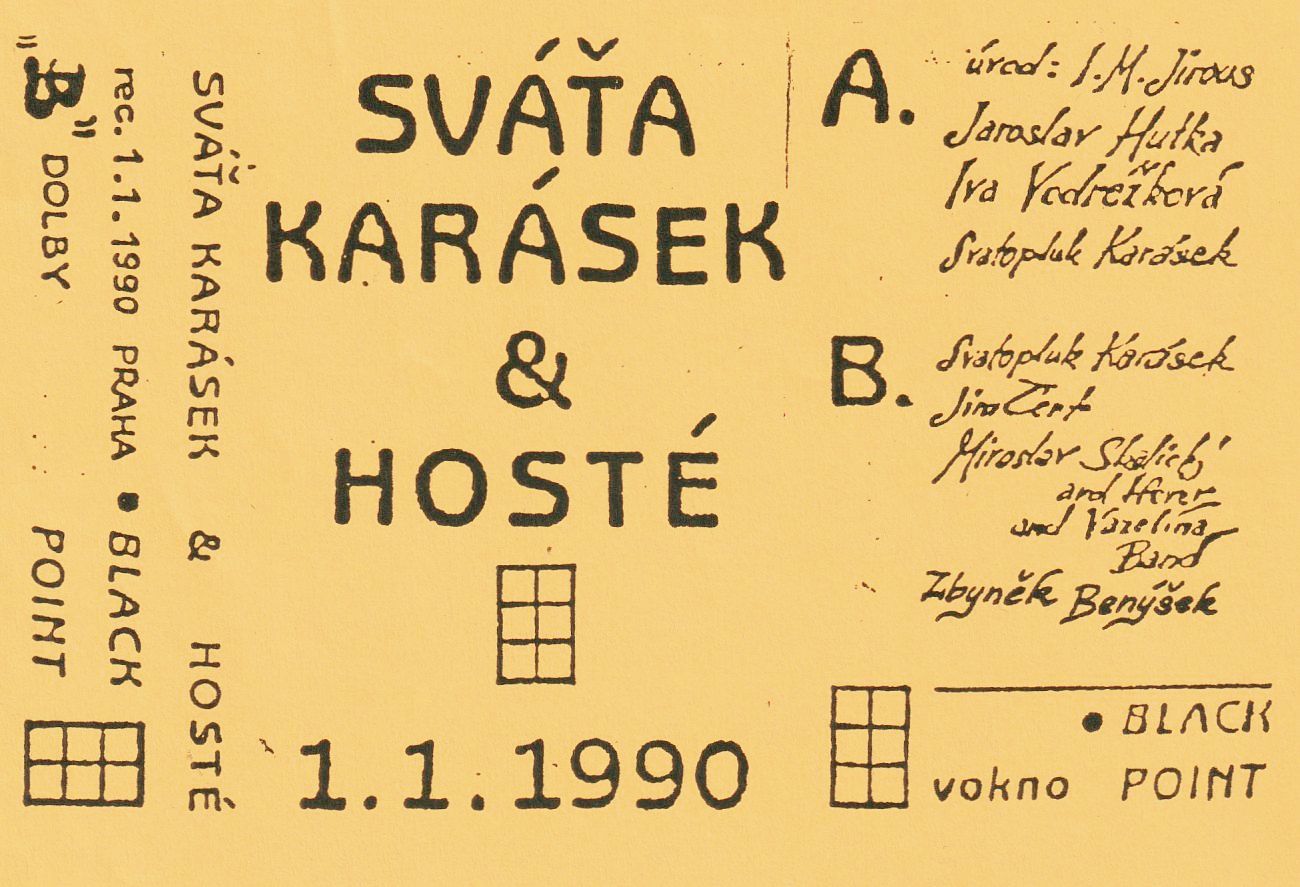 "B" DOLBY POINT
rec. 1.1.1990 PRAHA • BLACK
SVÁŤA KARÁSEK & HOSTÉ
SVÁŤA
KARÁSEK
&
HOSTÉ
1.1.1990
A. úvod: I.M. Jirous
Jaroslav Hutka
Iva Vodrážková
Svatopluk Karásek
B. Svatopluk Karásek
Jim Čert
Miroslav Skalický
and Hever
and Vazelína
Band
Zbyněk Benýšek
• BLACK
vokno POINT